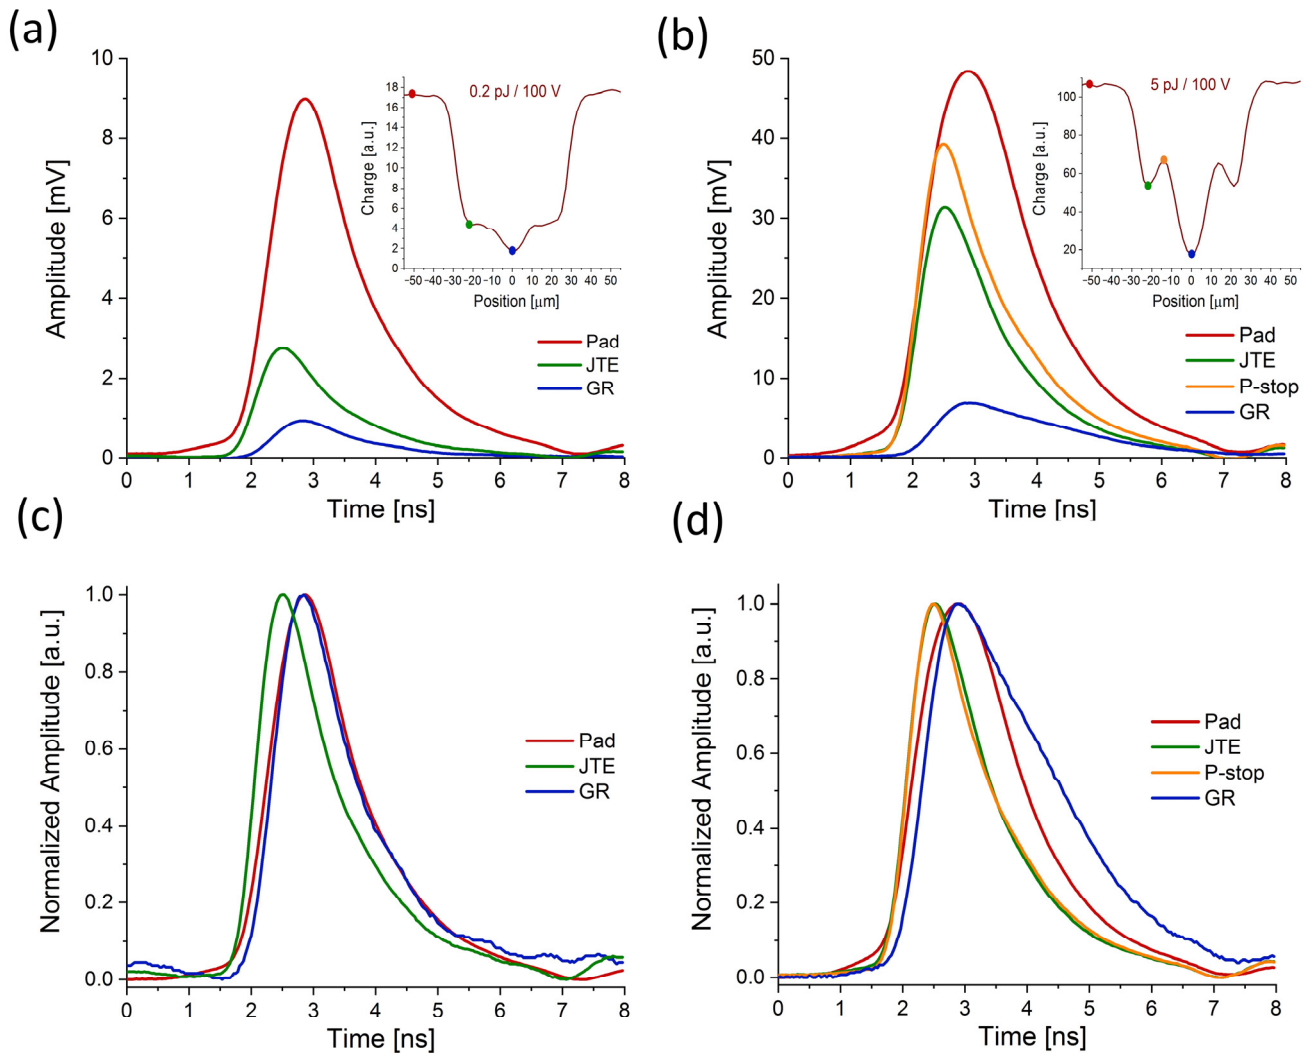 (a)
10
8
6
4
2
0
Amplitude [mV]
0 1 2 3 4 5 6 7 8
Time [ns]
18
16
14
12
10
8
6
4
2
0
Charge [a.u.]
0.2 pJ / 100 V
−50 −40 −30 −20 −10 0 10 20 30 40 50
Position [μm]
Pad
JTE
GR
(b)
50
40
30
20
10
0
Amplitude [mV]
0 1 2 3 4 5 6 7 8
Time [ns]
100
80
60
40
20
Charge [a.u.]
5 pJ / 100 V
−50 −40 −30 −20 −10 0 10 20 30 40 50
Position [μm]
Pad
JTE
P-stop
GR
(c)
1.0
0.8
0.6
0.4
0.2
0.0
Normalized Amplitude [a.u.]
0 1 2 3 4 5 6 7 8
Time [ns]
Pad
JTE
GR
(d)
1.0
0.8
0.6
0.4
0.2
0.0
Normalized Amplitude [a.u.]
0 1 2 3 4 5 6 7 8
Time [ns]
Pad
JTE
P-stop
GR